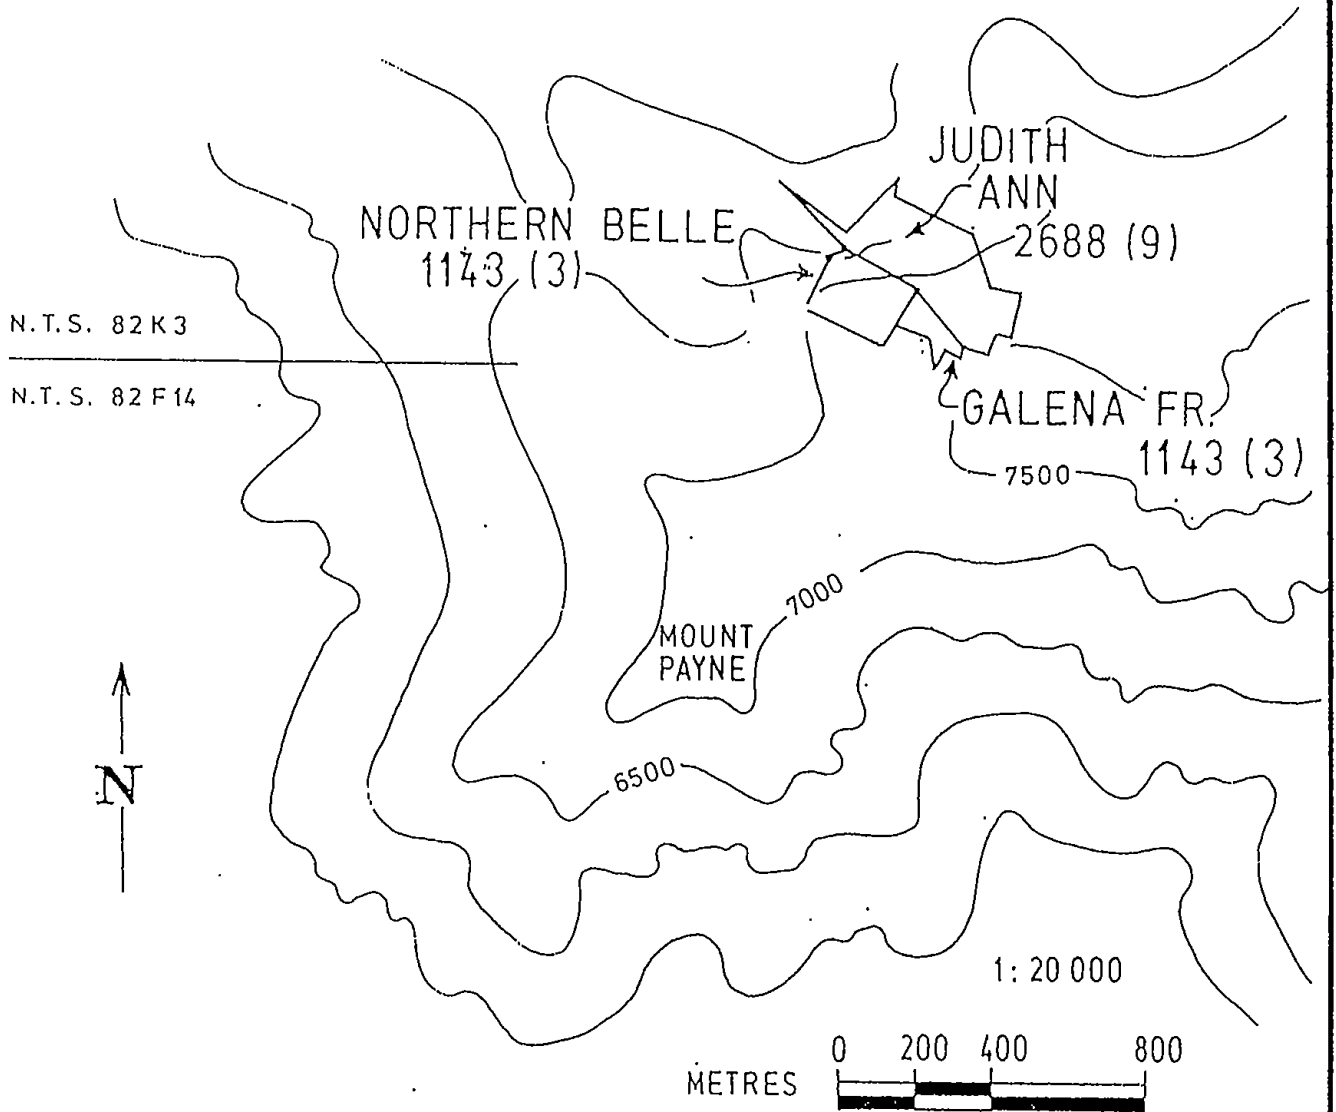 JUDITH
ANN
2688 (9)
NORTHERN BELLE
1143 (3)
N.T.S. 82K3
N.T.S. 82F14
GALENA FR.
1143 (3)
7500
7000
MOUNT
PAYNE
6500
N
1: 20 000
METRES 0 200 400 800